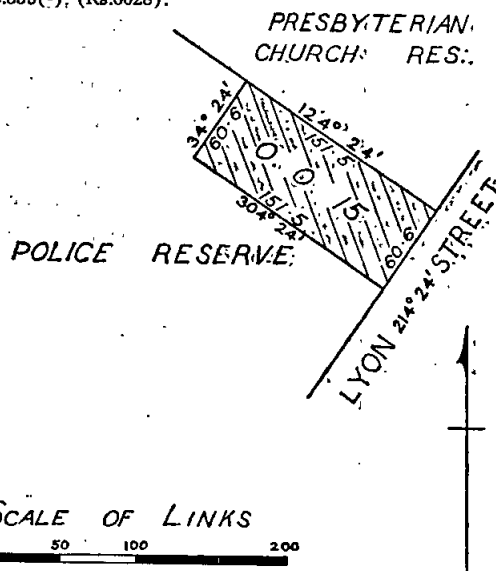 PRESBYTERIAN
CHURCH RES.
34° 24'
60·6
124° 24'
151·5
0 0 15
151·5
304° 24'
60·6
POLICE RESERVE
LYON 214° 24' STREET
SCALE OF LINKS
50 100 200